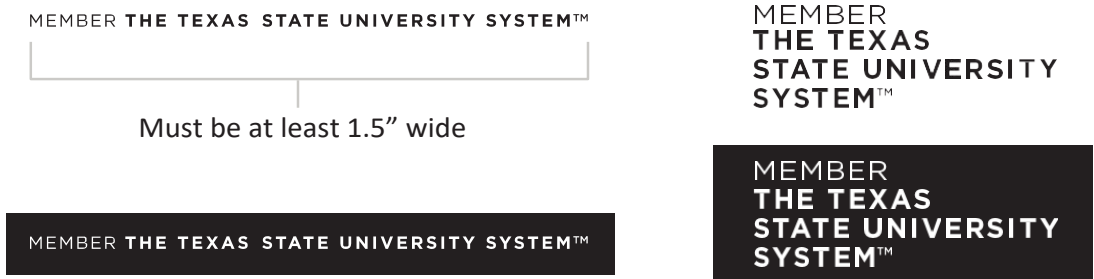 MEMBER THE TEXAS STATE UNIVERSITY SYSTEM™
Must be at least 1.5” wide
MEMBER THE TEXAS STATE UNIVERSITY SYSTEM™
MEMBER
THE TEXAS
STATE UNIVERSITY
SYSTEM™
MEMBER
THE TEXAS
STATE UNIVERSITY
SYSTEM™